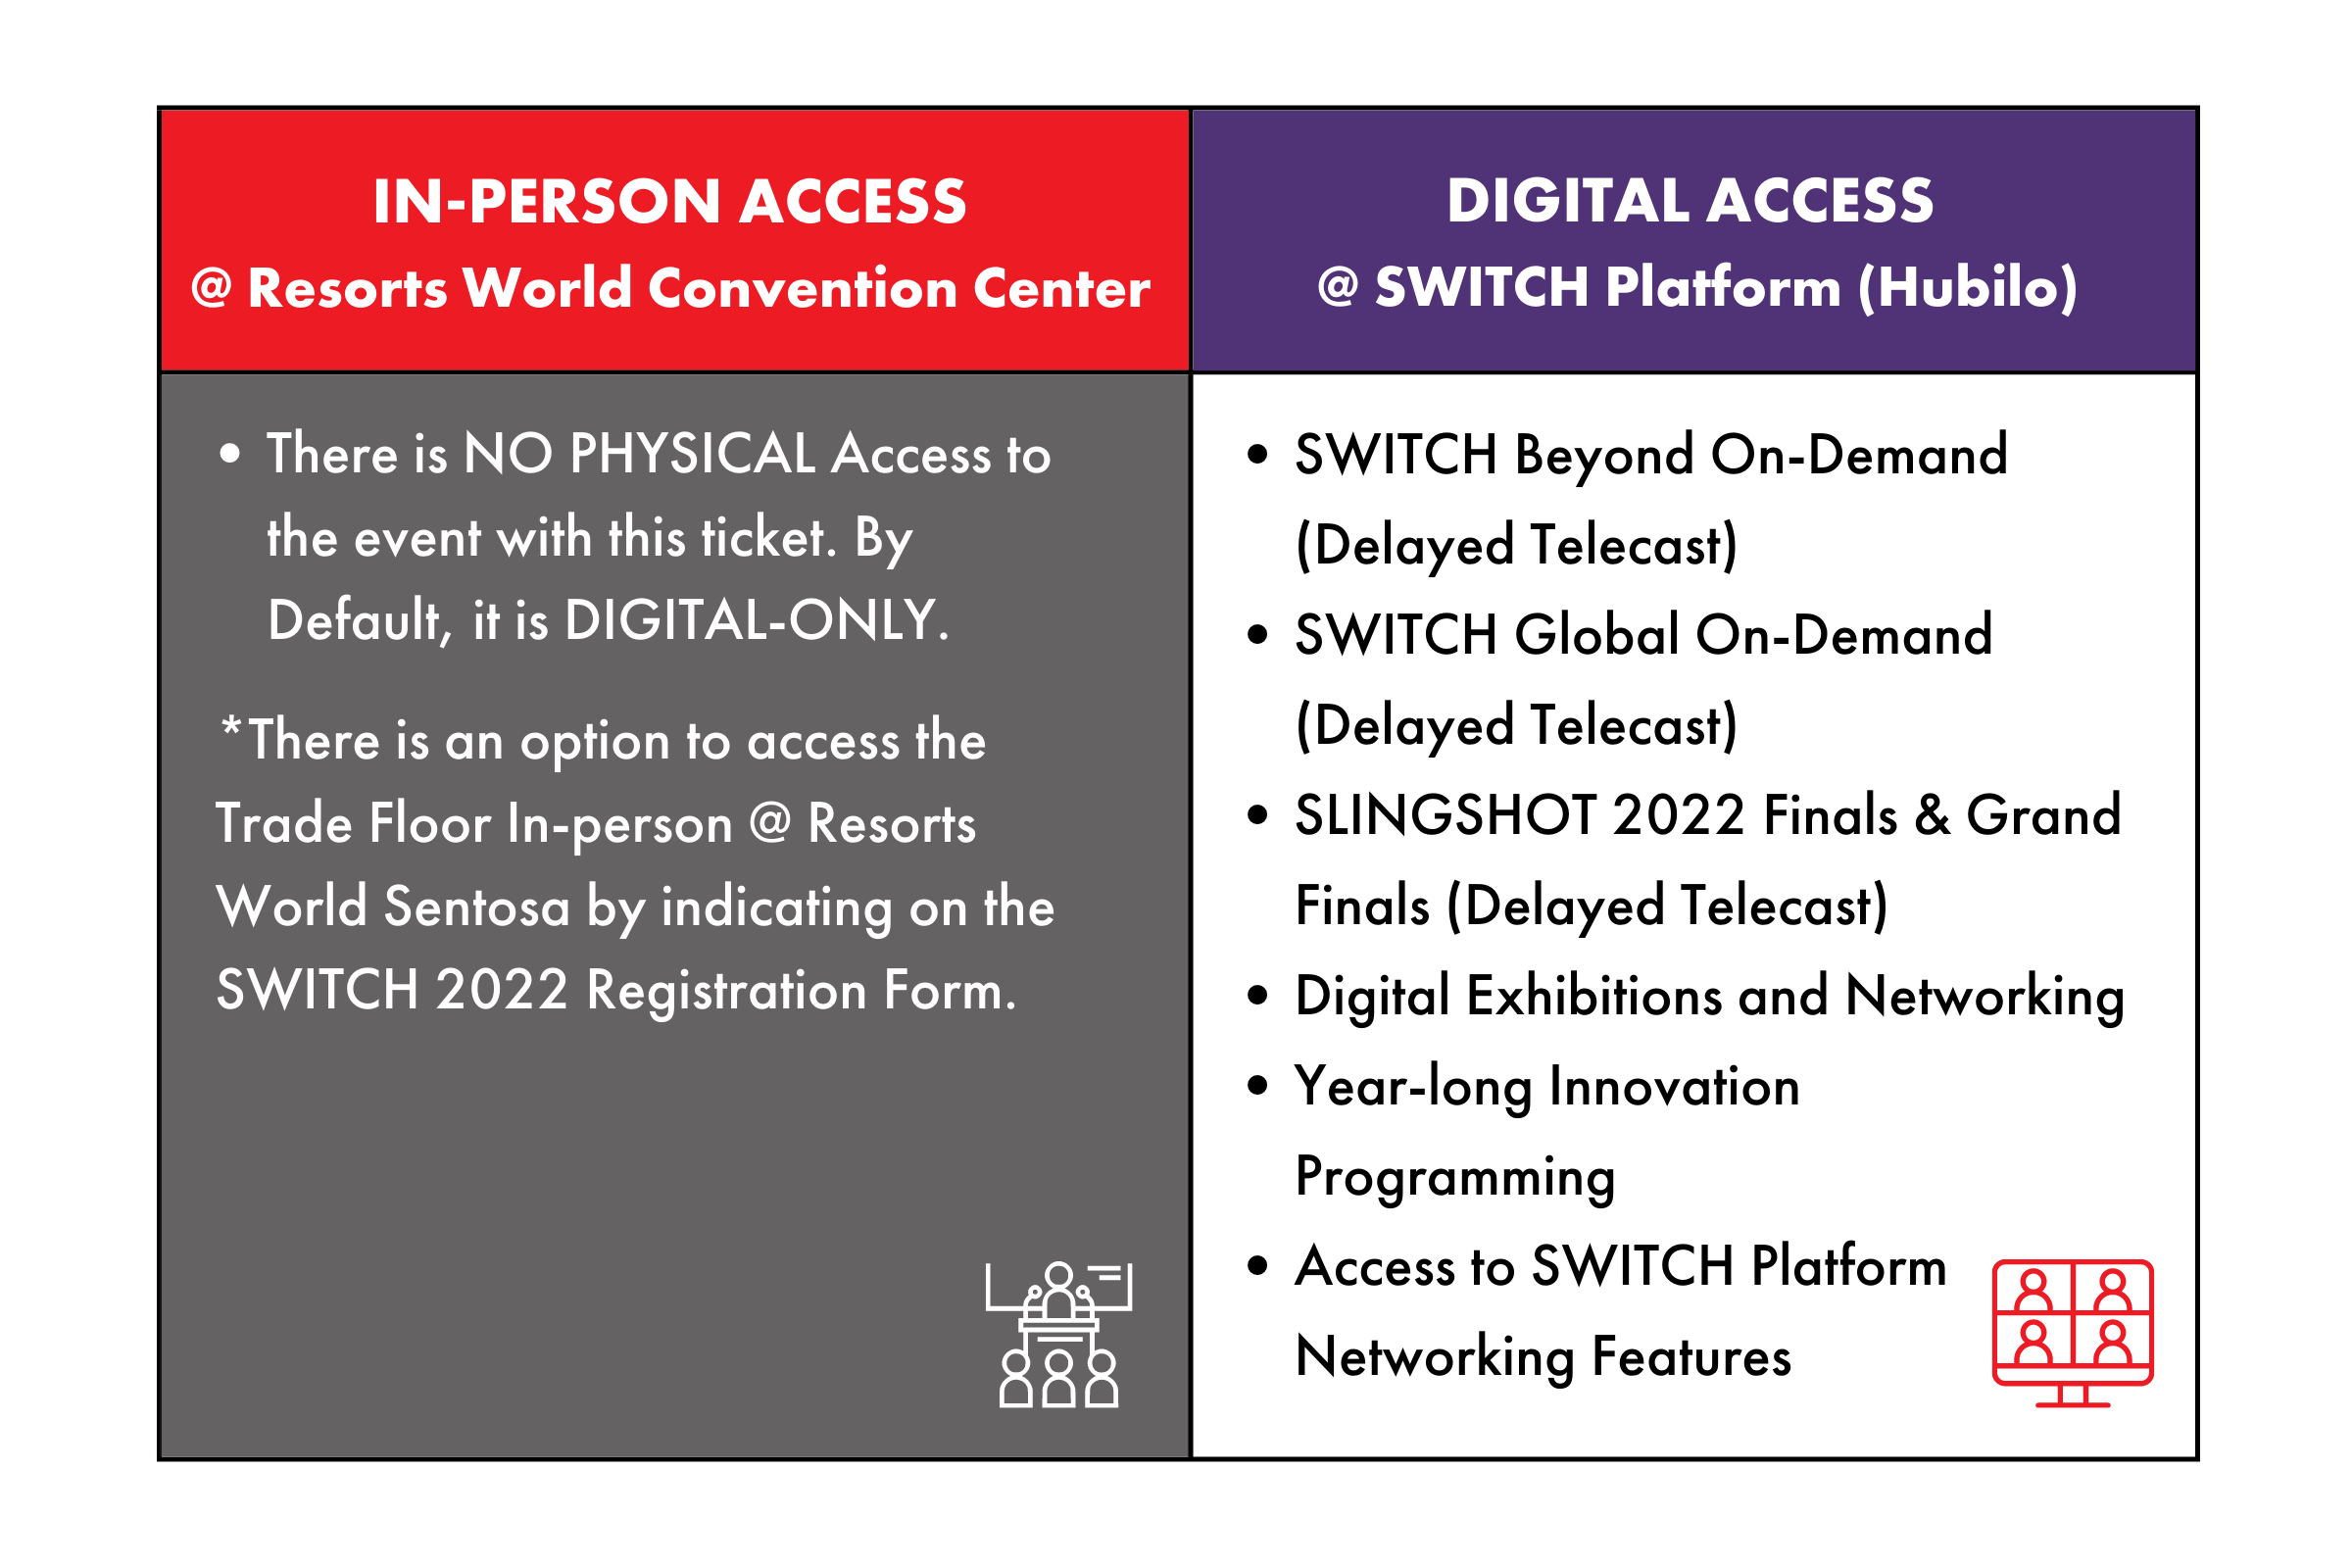 IN-PERSON ACCESS
@ Resorts World Convention Center
• There is NO PHYSICAL Access to
the event with this ticket. By
Default, it is DIGITAL-ONLY.
*There is an option to access the
Trade Floor In-person @ Resorts
World Sentosa by indicating on the
SWITCH 2022 Registration Form.
DIGITAL ACCESS
@ SWITCH Platform (Hubilo)
• SWITCH Beyond On-Demand
(Delayed Telecast)
• SWITCH Global On-Demand
(Delayed Telecast)
• SLINGSHOT 2022 Finals & Grand
Finals (Delayed Telecast)
• Digital Exhibitions and Networking
• Year-long Innovation
Programming
• Access to SWITCH Platform
Networking Features